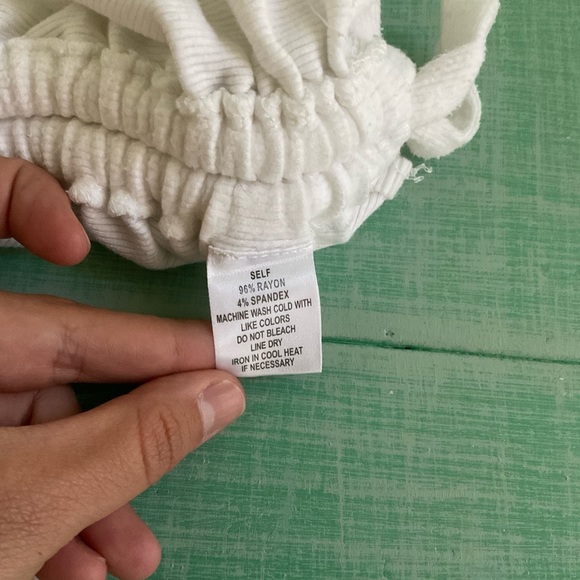 SELF
96% RAYON
4% SPANDEX
MACHINE WASH COLD WITH
LIKE COLORS
DO NOT BLEACH
LINE DRY
IRON IN COOL HEAT
IF NECESSARY